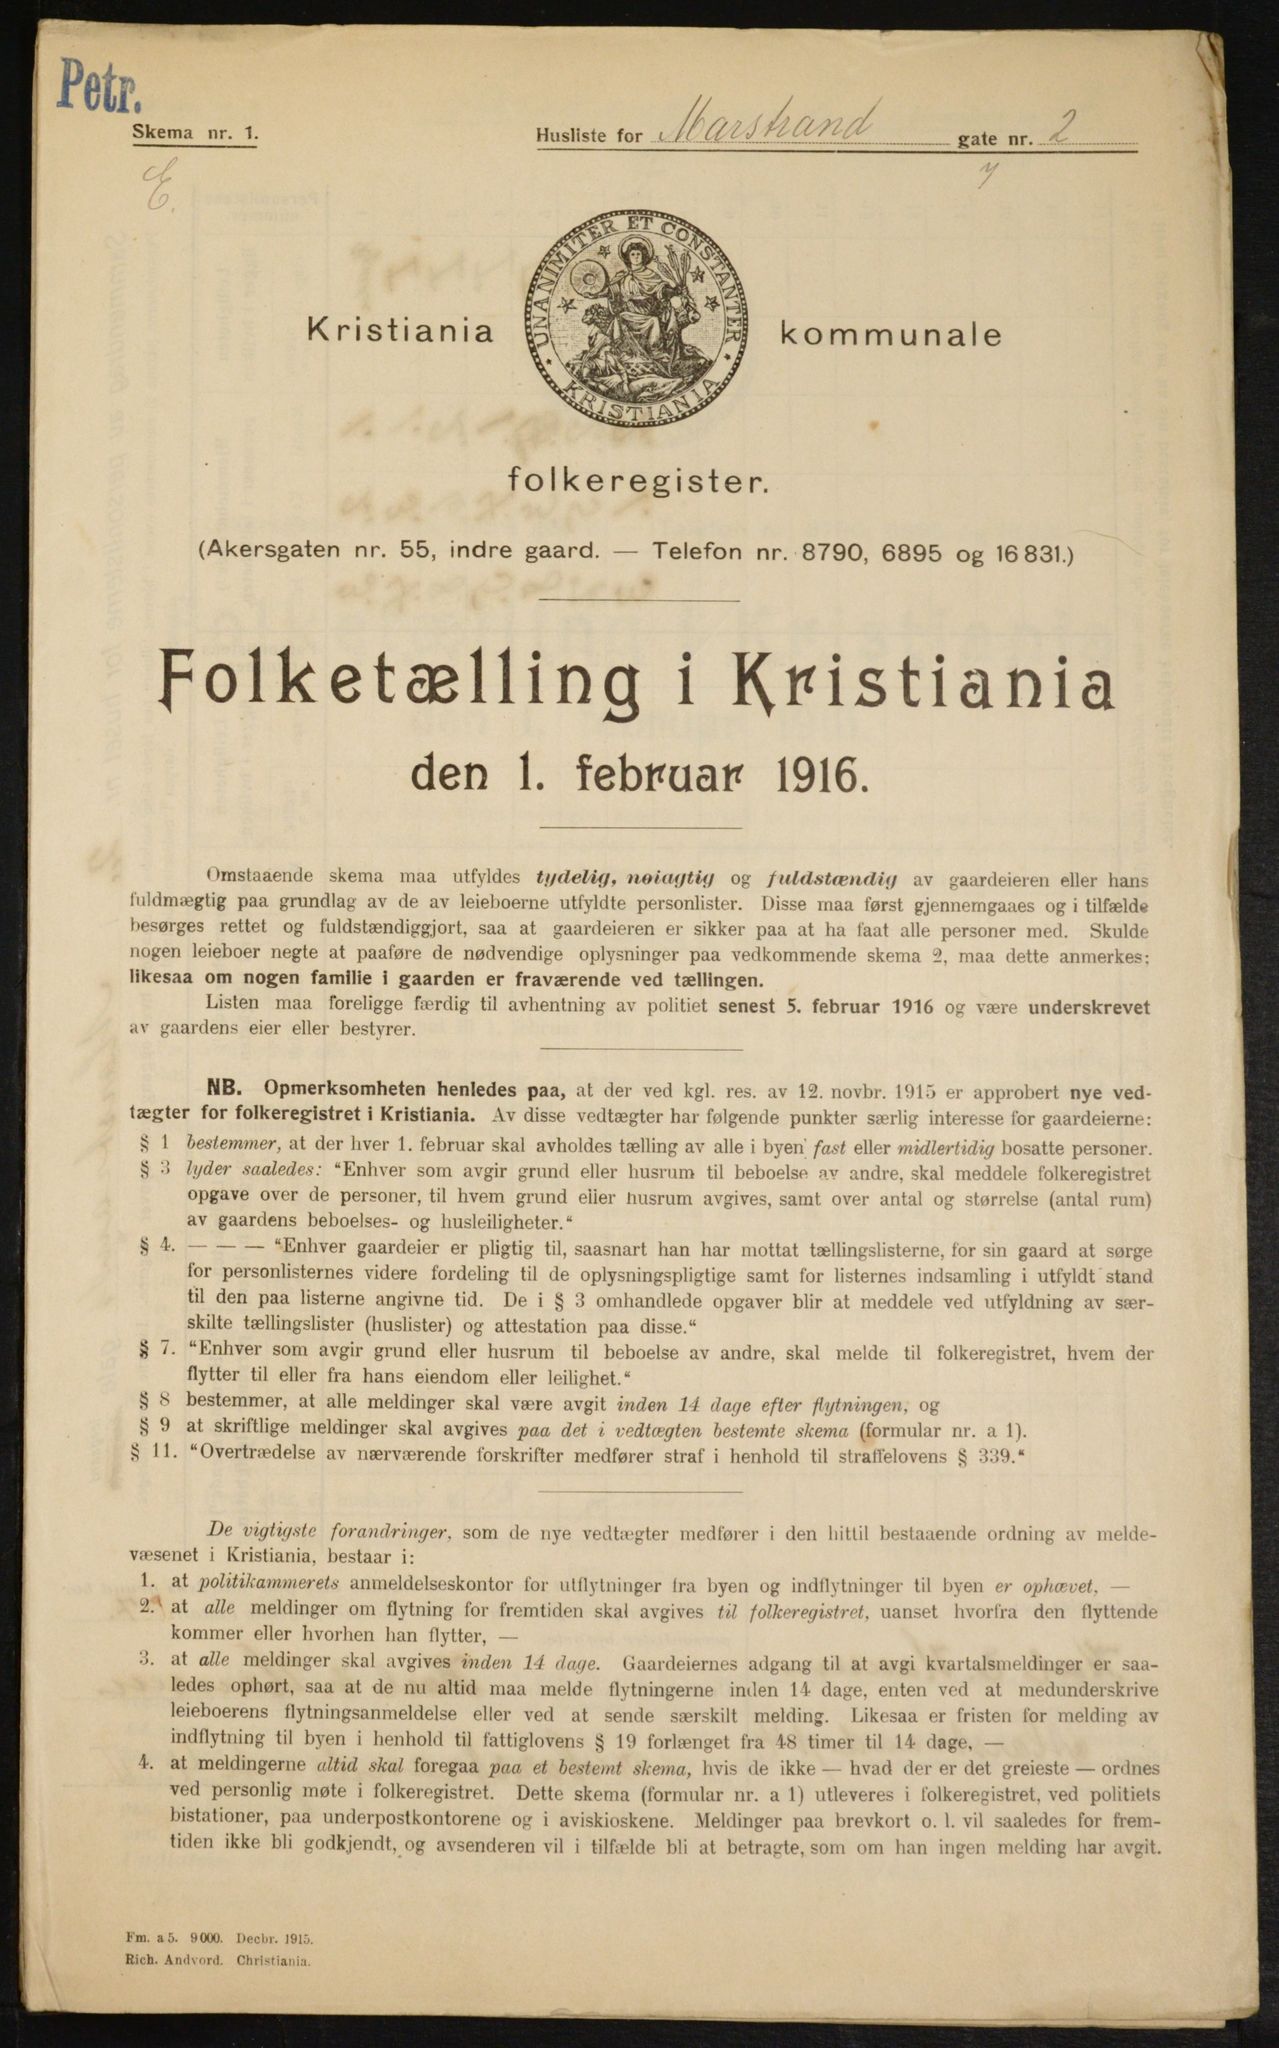 Petr.
Skema nr. 1.
E.
Husliste for Marstrand gate nr. 2
UNANIMITER ET CONSTANTER
KRISTIANIA
Kristiania kommunale
folkeregister.
(Akersgaten nr. 55, indre gaard. — Telefon nr. 8790, 6895 og 16 831.)
Folketælling i Kristiania
den 1. februar 1916.
Omstaaende skema maa utfyldes tydelig, nøiagtig og fuldstændig av gaardeieren eller hans
fuldmægtig paa grundlag av de av leieboerne utfyldte personlister. Disse maa først gjennemgaaes og i tilfælde
besørges rettet og fuldstændiggjort, saa at gaardeieren er sikker paa at ha faat alle personer med. Skulde
nogen leieboer negte at paaføre de nødvendige oplysninger paa vedkommende skema 2, maa dette anmerkes;
likesaa om nogen familie i gaarden er fraværende ved tællingen.
Listen maa foreligge færdig til avhentning av politiet senest 5. februar 1916 og være underskrevet
av gaardens eier eller bestyrer.
NB. Opmerksomheten henledes paa, at der ved kgl. res. av 12. novbr. 1915 er approbert nye ved-
tægter for folkeregistret i Kristiania. Av disse vedtægter har følgende punkter særlig interesse for gaardeierne:
§ 1 bestemmer, at der hver 1. februar skal avholdes tælling av alle i byen fast eller midlertidig bosatte personer.
§ 3 lyder saaledes: "Enhver som avgir grund eller husrum til beboelse av andre, skal meddele folkeregistret
opgave over de personer, til hvem grund eller husrum avgives, samt over antal og størrelse (antal rum)
av gaardens beboelses- og husleiligheter."
§ 4. — — — "Enhver gaardeier er pligtig til, saasnart han har mottat tællingslisterne, for sin gaard at sørge
for personlisternes videre fordeling til de oplysningspligtige samt for listernes indsamling i utfyldt stand
til den paa listerne angivne tid. De i § 3 omhandlede opgaver blir at meddele ved utfyldning av sær-
skilte tællingslister (huslister) og attestation paa disse."
§ 7. "Enhver som avgir grund eller husrum til beboelse av andre, skal melde til folkeregistret, hvem der
flytter til eller fra hans eiendom eller leilighet."
§ 8 bestemmer, at alle meldinger skal være avgit inden 14 dage efter flytningen, og
§ 9 at skriftlige meldinger skal avgives paa det i vedtægten bestemte skema (formular nr. a 1).
§ 11. "Overtrædelse av nærværende forskrifter medfører straf i henhold til straffelovens § 339."
De vigtigste forandringer, som de nye vedtægter medfører i den hittil bestaaende ordning av melde-
væsenet i Kristiania, bestaar i:
1. at politikammerets anmeldelseskontor for utflytninger fra byen og indflytninger til byen er ophævet, —
2. at alle meldinger om flytning for fremtiden skal avgives til folkeregistret, uanset hvorfra den flyttende
kommer eller hvorhen han flytter, —
3. at alle meldinger skal avgives inden 14 dage. Gaardeiernes adgang til at avgi kvartalsmeldinger er saa-
ledes ophørt, saa at de nu altid maa melde flytningerne inden 14 dage, enten ved at medunderskrive
leieboerens flytningsanmeldelse eller ved at sende særskilt melding. Likesaa er fristen for melding av
indflytning til byen i henhold til fattiglovens § 19 forlænget fra 48 timer til 14 dage, —
4. at meldingerne altid skal foregaa paa et bestemt skema, hvis de ikke — hvad der er det greieste — ordnes
ved personlig møte i folkeregistret. Dette skema (formular nr. a 1) utleveres i folkeregistret, ved politiets
bistationer, paa underpostkontorene og i aviskioskene. Meldinger paa brevkort o. l. vil saaledes for frem-
tiden ikke bli godkjendt, og avsenderen vil i tilfælde bli at betragte, som om han ingen melding har avgit.
Fm. a 5. 9 000. Decbr. 1915.
Rich. Andvord. Christiania.